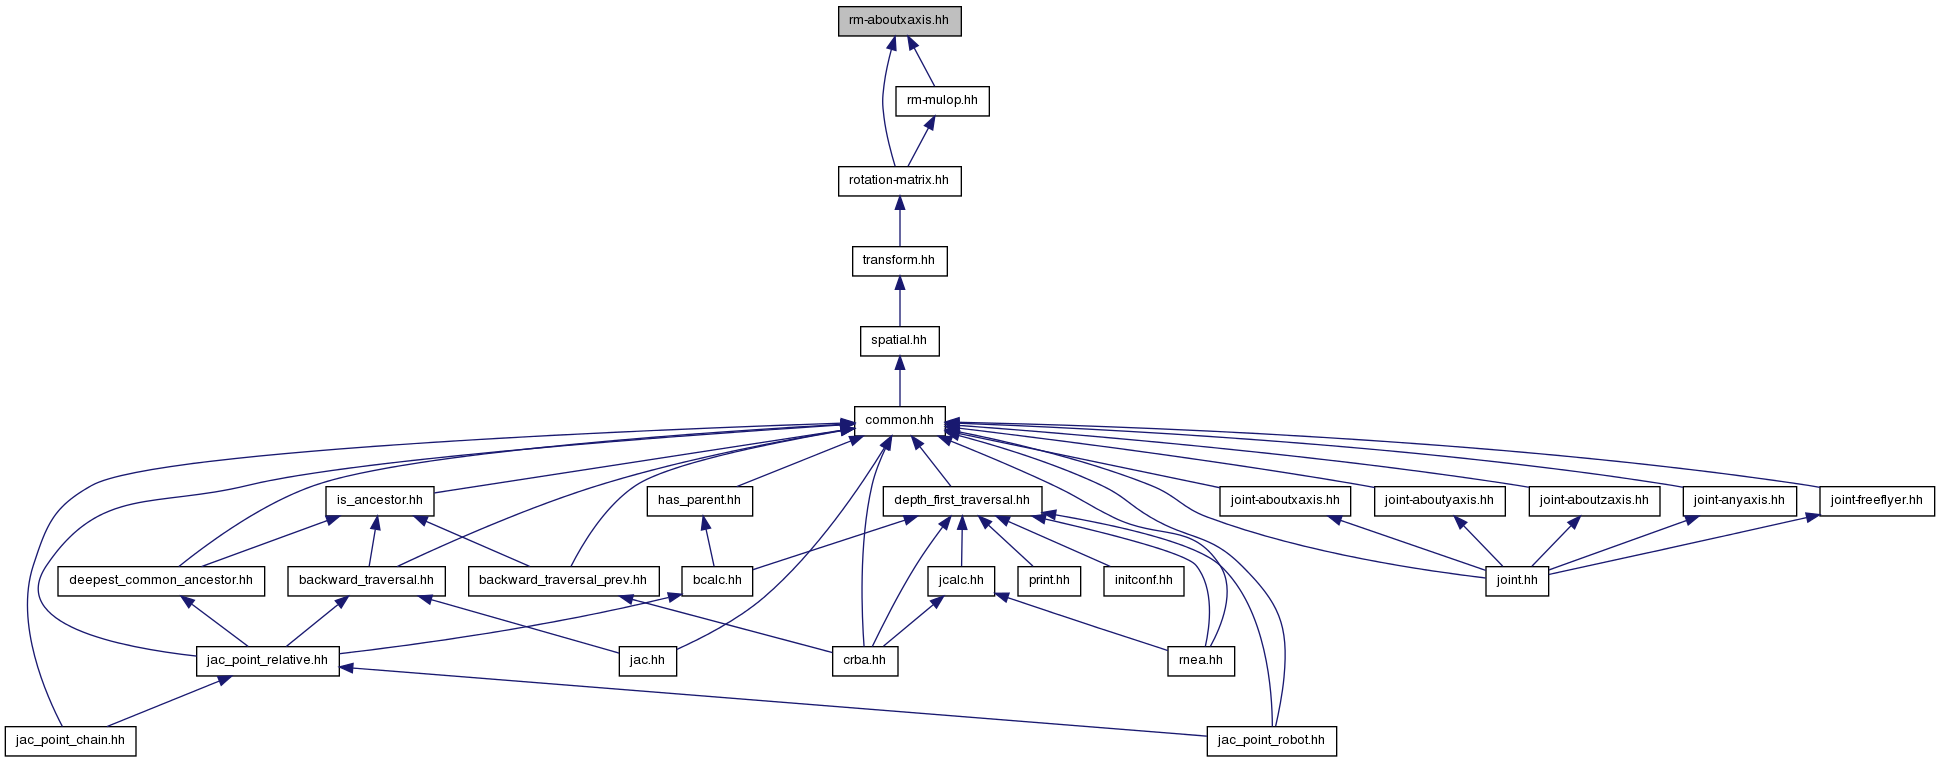 rm-aboutxaxis.hh
rm-mulop.hh
rotation-matrix.hh
transform.hh
spatial.hh
common.hh
is_ancestor.hh
has_parent.hh
depth_first_traversal.hh
joint-aboutxaxis.hh
joint-aboutyaxis.hh
joint-aboutzaxis.hh
joint-anyaxis.hh
joint-freeflyer.hh
deepest_common_ancestor.hh
backward_traversal.hh
backward_traversal_prev.hh
bcalc.hh
jcalc.hh
print.hh
initconf.hh
joint.hh
jac_point_relative.hh
jac.hh
crba.hh
rnea.hh
jac_point_chain.hh
jac_point_robot.hh